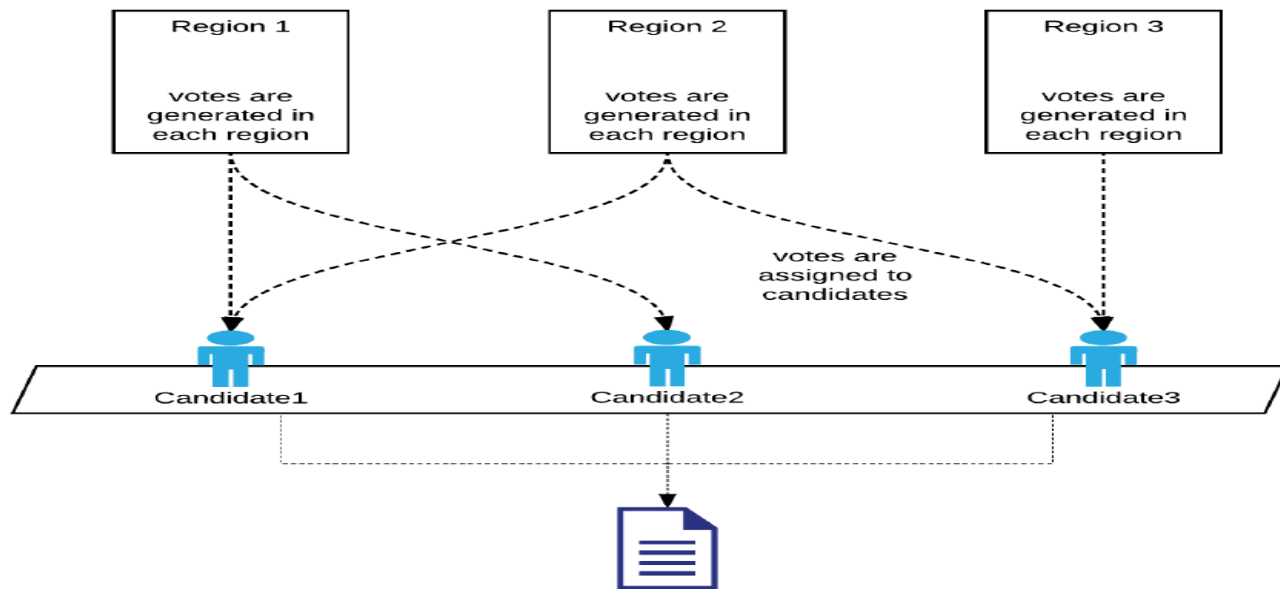 Region 1
votes are
generated in
each region
Region 2
votes are
generated in
each region
Region 3
votes are
generated in
each region
votes are
assigned to
candidates
Candidate1
Candidate2
Candidate3